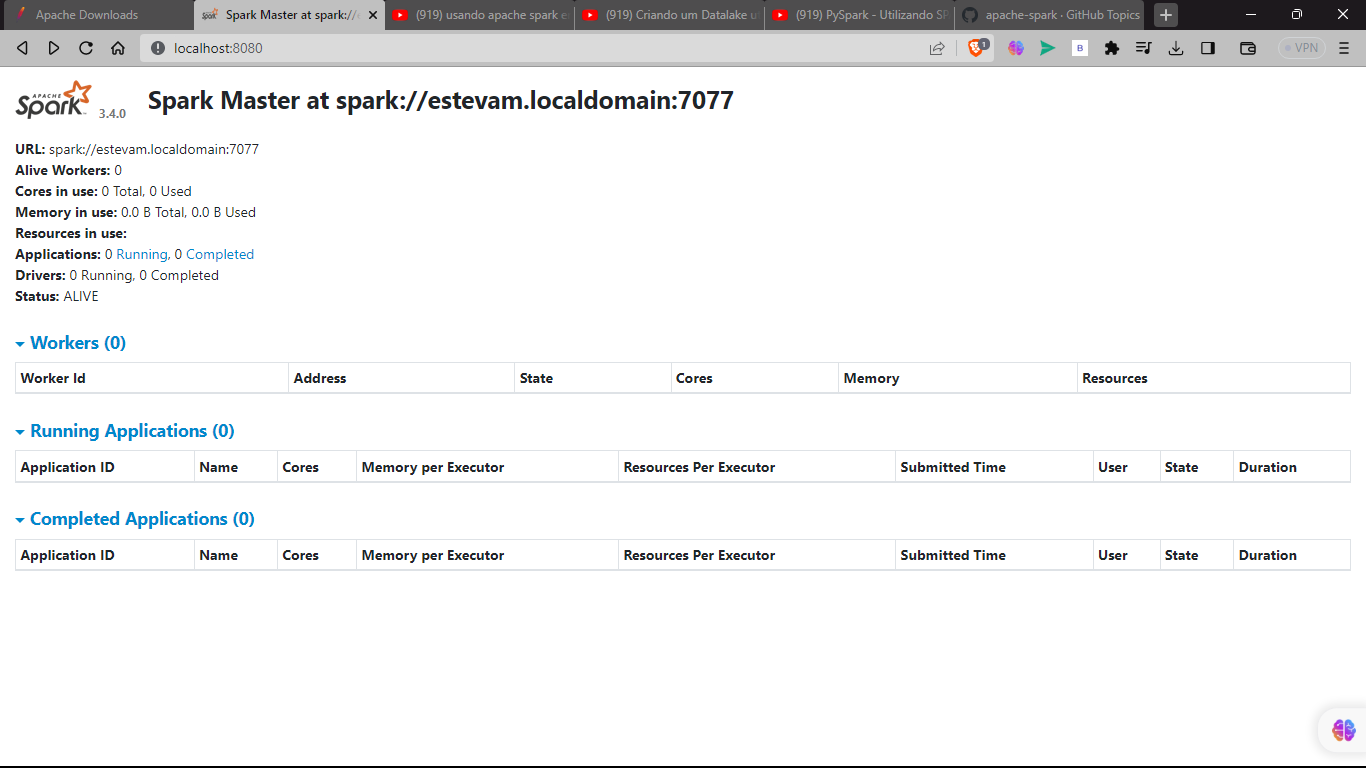 Apache Downloads
Spark Master at spark://
(919) usando apache spark e
(919) Criando um Datalake u
(919) PySpark - Utilizando SP
apache-spark · GitHub Topics
localhost:8080
1
B
VPN
APACHE
Spark 3.4.0
Spark Master at spark://estevam.localdomain:7077
URL: spark://estevam.localdomain:7077
Alive Workers: 0
Cores in use: 0 Total, 0 Used
Memory in use: 0.0 B Total, 0.0 B Used
Resources in use:
Applications: 0 Running, 0 Completed
Drivers: 0 Running, 0 Completed
Status: ALIVE
Workers (0)
Worker Id Address State Cores Memory Resources
Running Applications (0)
Application ID Name Cores Memory per Executor Resources Per Executor Submitted Time User State Duration
Completed Applications (0)
Application ID Name Cores Memory per Executor Resources Per Executor Submitted Time User State Duration